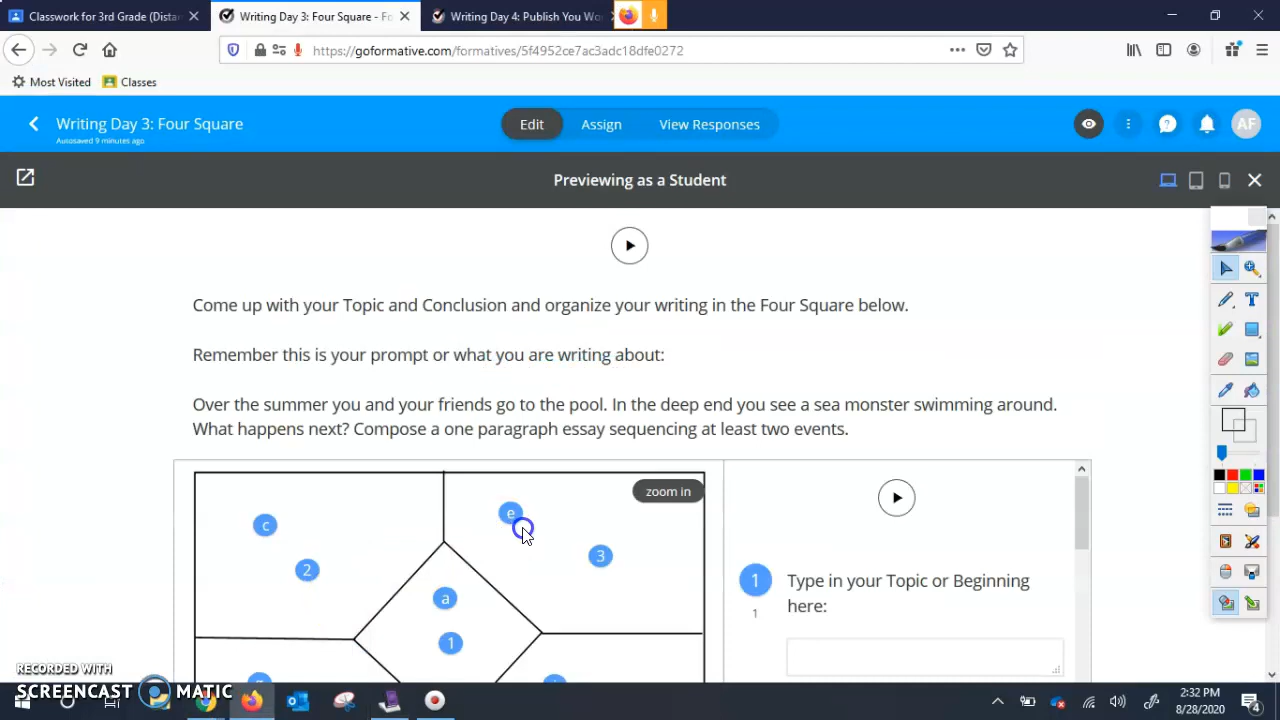 Classwork for 3rd Grade (Distan
Writing Day 3: Four Square - Fo
Writing Day 4: Publish You Wo
https://goformative.com/formatives/5f4952ce7ac3adc18dfe0272
Most Visited
Classes
Writing Day 3: Four Square
Autosaved 9 minutes ago
Edit
Assign
View Responses
AF
Previewing as a Student
Come up with your Topic and Conclusion and organize your writing in the Four Square below.
Remember this is your prompt or what you are writing about:
Over the summer you and your friends go to the pool. In the deep end you see a sea monster swimming around.
What happens next? Compose a one paragraph essay sequencing at least two events.
zoom in
c
e
2
3
a
1
1
Type in your Topic or Beginning
here:
1
RECORDED WITH
SCREENCAST MATIC
2:32 PM
8/28/2020
4